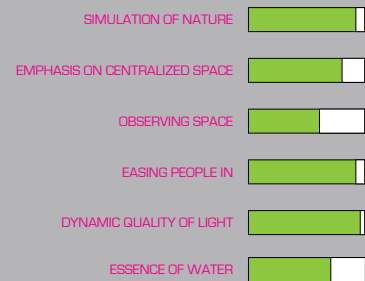 SIMULATION OF NATURE
EMPHASIS ON CENTRALIZED SPACE
OBSERVING SPACE
EASING PEOPLE IN
DYNAMIC QUALITY OF LIGHT
ESSENCE OF WATER